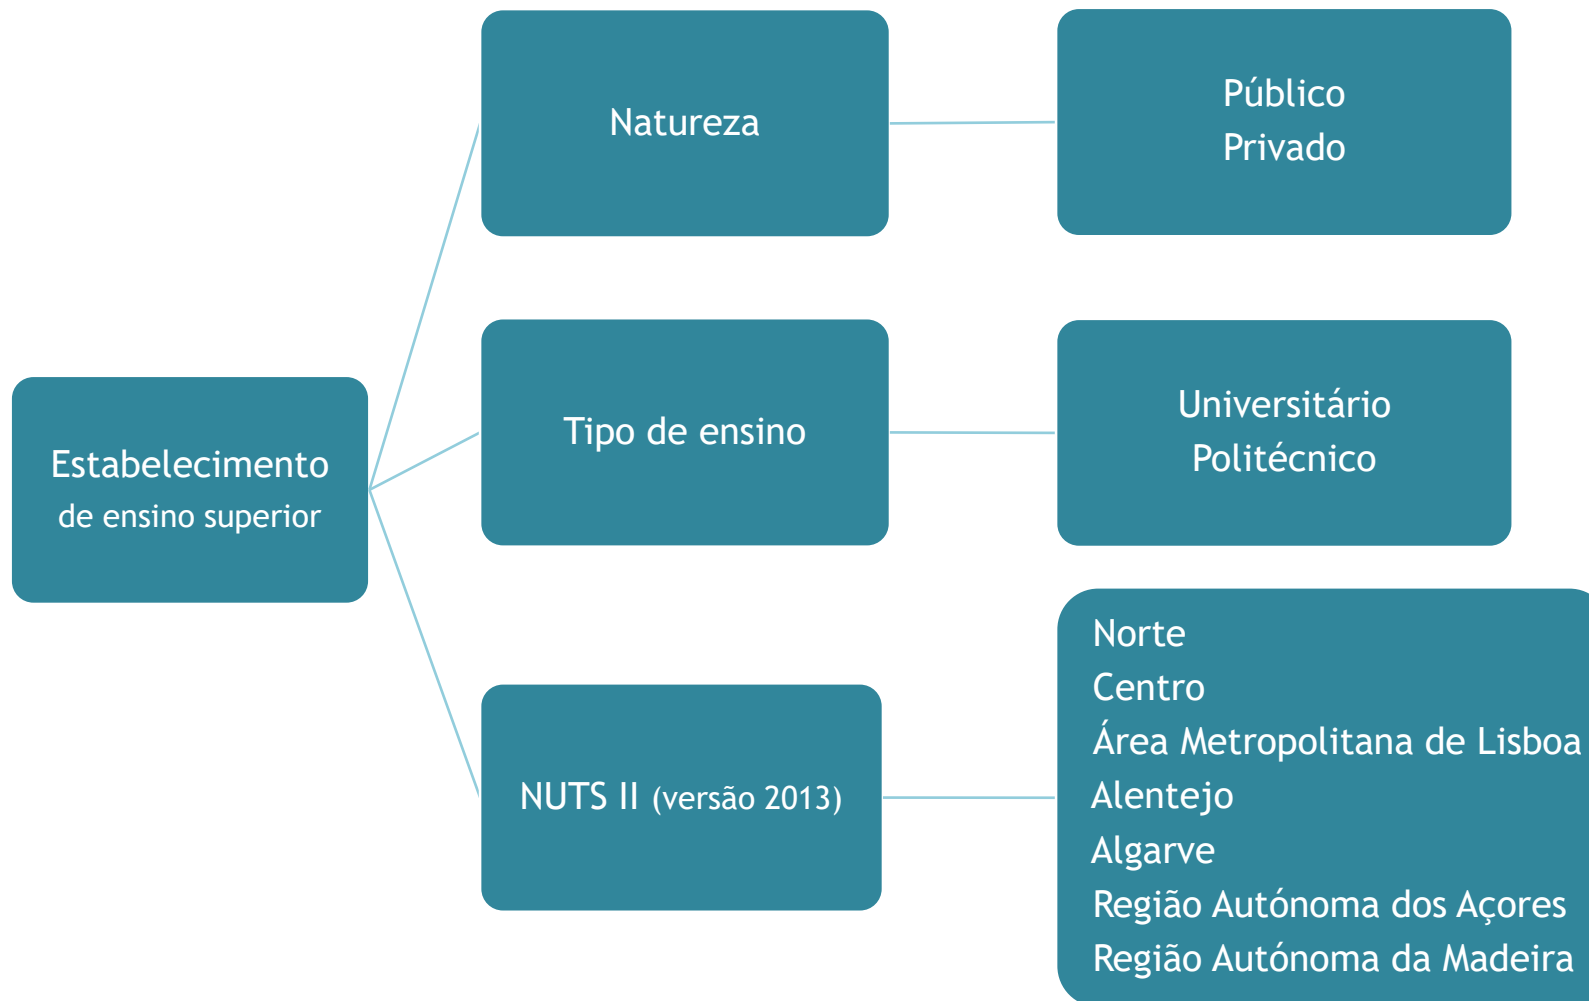 Estabelecimento
de ensino superior
Natureza
Público
Privado
Tipo de ensino
Universitário
Politécnico
NUTS II (versão 2013)
Norte
Centro
Área Metropolitana de Lisboa
Alentejo
Algarve
Região Autónoma dos Açores
Região Autónoma da Madeira